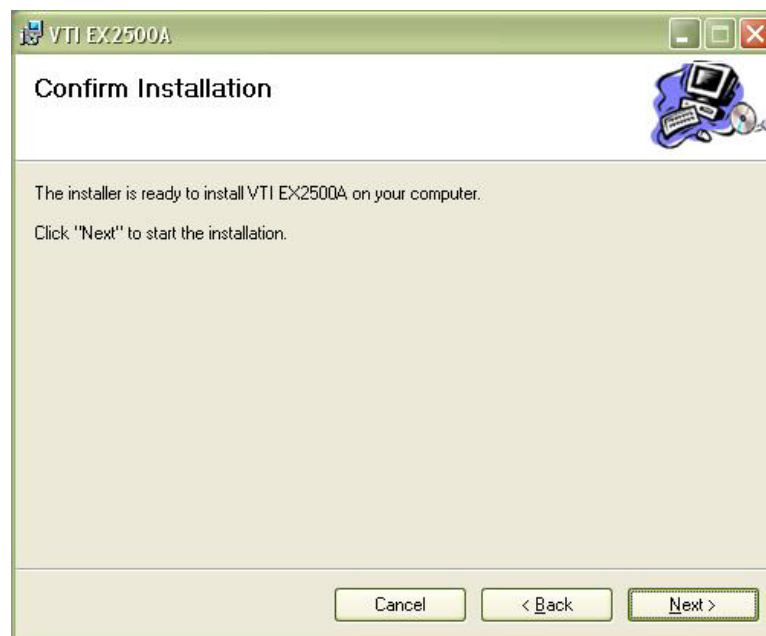 VTI EX2500A
Confirm Installation
The installer is ready to install VTI EX2500A on your computer.
Click "Next" to start the installation.
Cancel
< Back
Next >